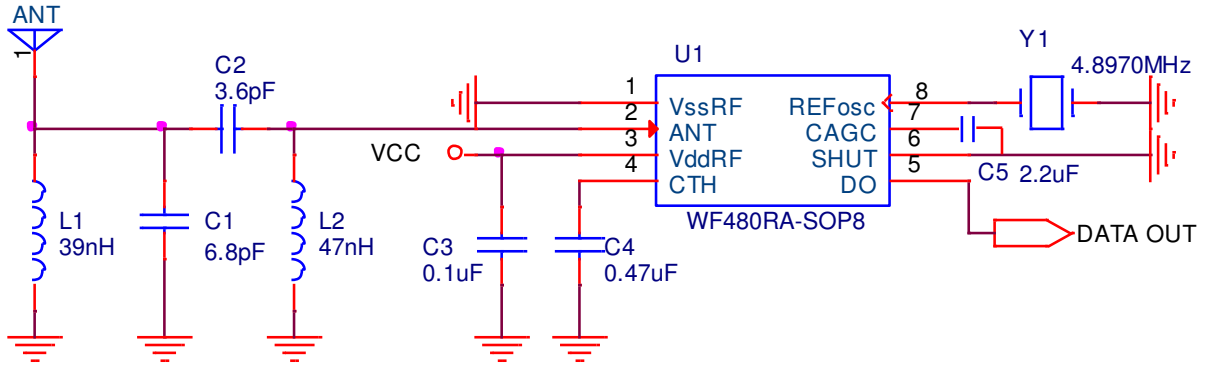 ANT
1
C2
3.6pF
L1
39nH
C1
6.8pF
L2
47nH
VCC
C3
0.1uF
C4
0.47uF
U1
1
VssRF
2
ANT
3
VddRF
4
CTH
REFosc
8
CAGC
7
SHUT
6
DO
5
WF480RA-SOP8
Y1
4.8970MHz
C5 2.2uF
DATA OUT